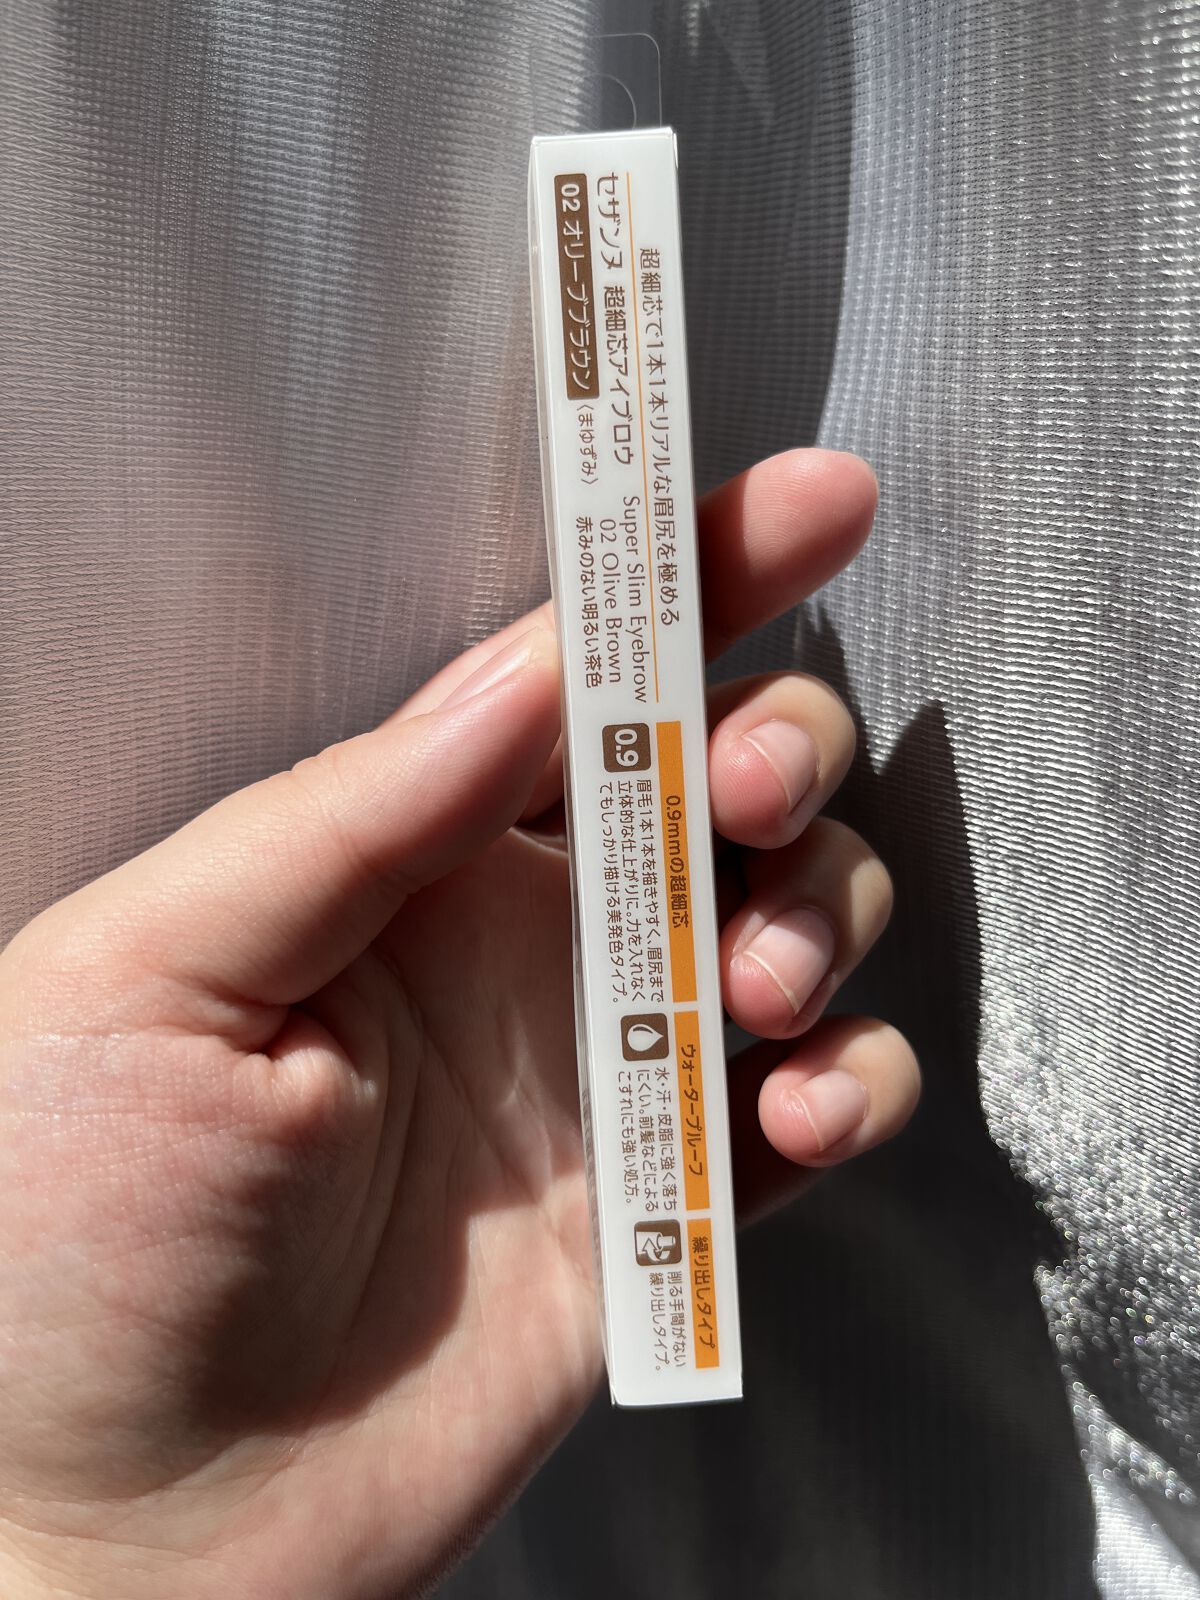 超細芯で1本1本リアルな眉尻を極める
セザンヌ 超細芯アイブロウ
02 オリーブブラウン
〈まゆずみ〉
Super Slim Eyebrow
02 Olive Brown
赤みのない明るい茶色
0.9mmの超細芯
0.9
眉毛1本1本を描きやすく、眉尻まで
立体的な仕上がりに。力を入れなく
てもしっかり描ける美発色タイプ。
ウォータープルーフ
水・汗・皮脂に強く落ち
にくい。前髪などによる
こすれにも強い処方。
繰り出しタイプ
削る手間がない
繰り出しタイプ。